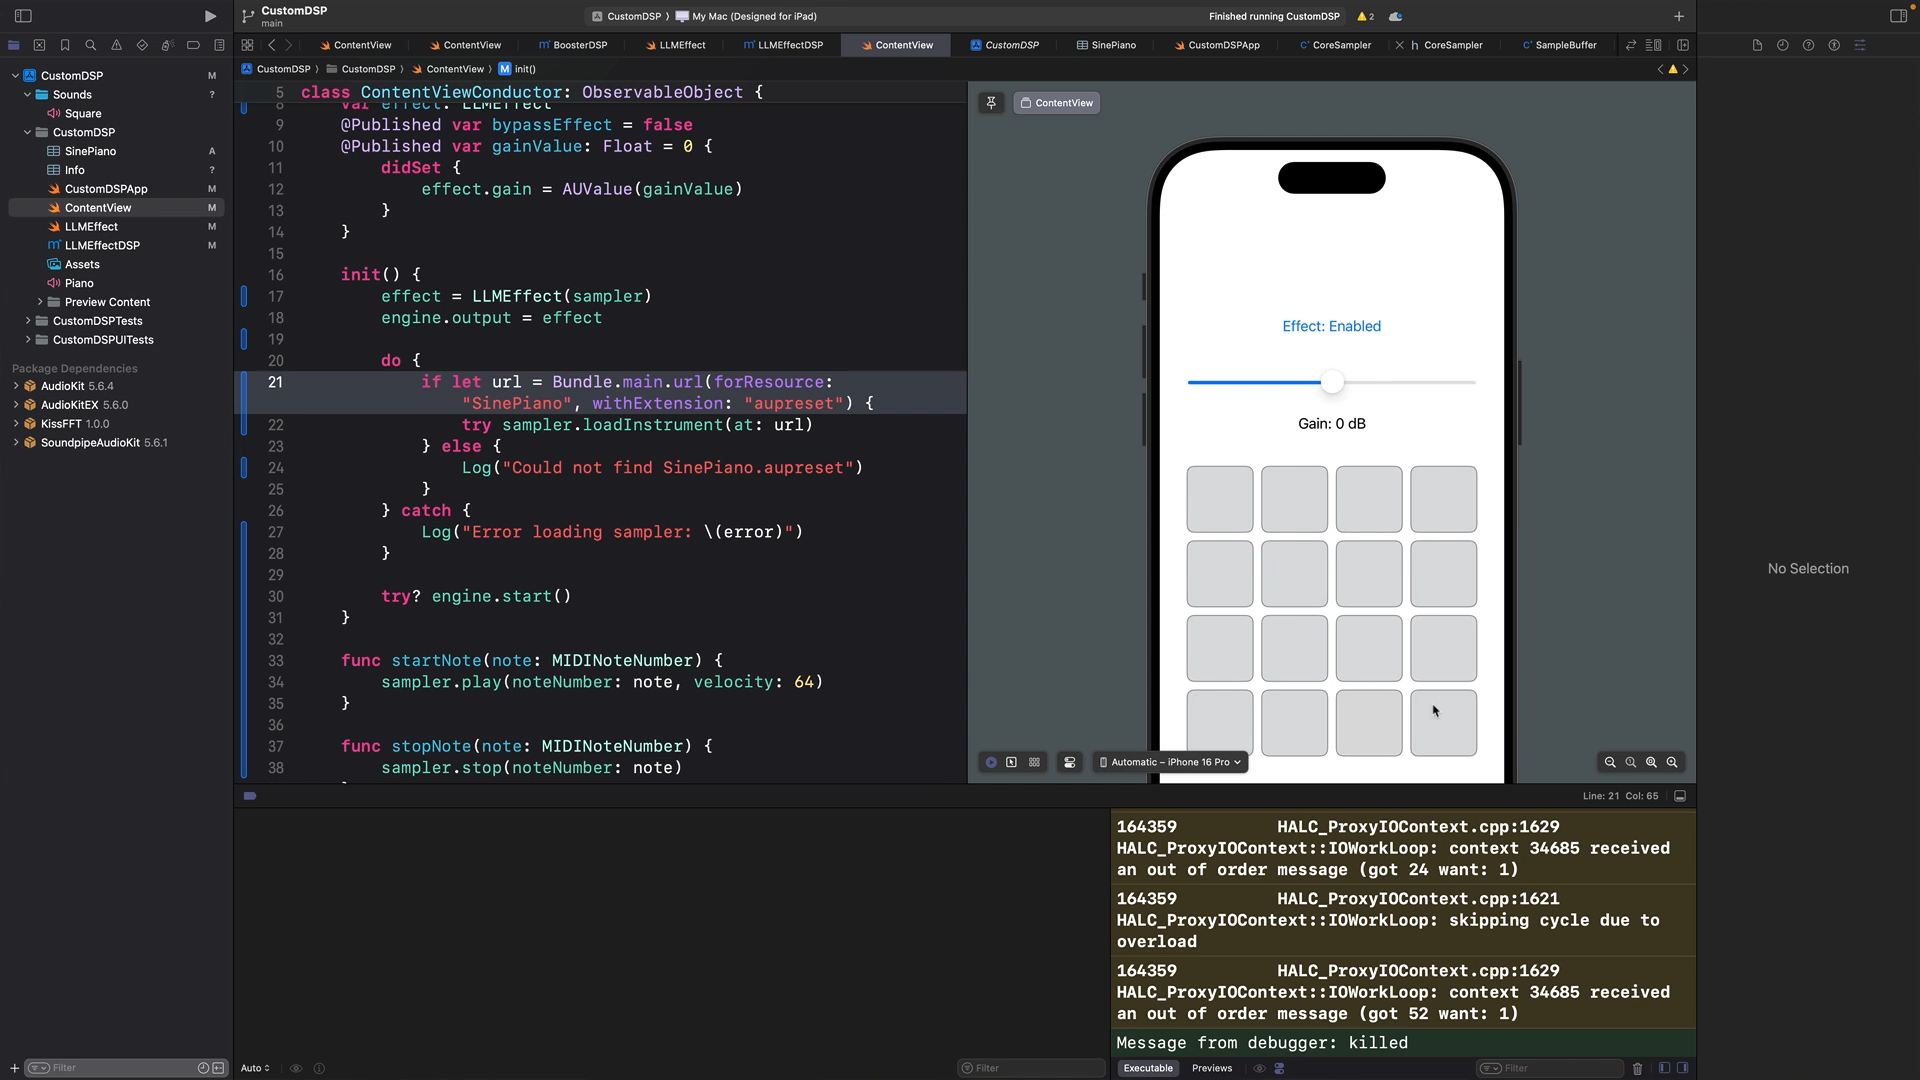 CustomDSP
main
CustomDSP 〉 My Mac (Designed for iPad)
Finished running CustomDSP
2
ContentView
ContentView
BoosterDSP
LLMEffect
LLMEffectDSP
ContentView
CustomDSP
SinePiano
CustomDSPApp
CoreSampler
CoreSampler
SampleBuffer
CustomDSP 〉 CustomDSP 〉 ContentView 〉 M init()
CustomDSP M
Sounds ?
Square
CustomDSP
SinePiano A
Info ?
CustomDSPApp M
ContentView M
LLMEffect M
LLMEffectDSP M
Assets
Piano
Preview Content
CustomDSPTests
CustomDSPUITests
Package Dependencies
AudioKit 5.6.4
AudioKitEX 5.6.0
KissFFT 1.0.0
SoundpipeAudioKit 5.6.1
Filter
5 class ContentViewConductor: ObservableObject {
8 var effect: LLMEffect
9 @Published var bypassEffect = false
10 @Published var gainValue: Float = 0 {
11 didSet {
12 effect.gain = AUValue(gainValue)
13 }
14 }
15
16 init() {
17 effect = LLMEffect(sampler)
18 engine.output = effect
19
20 do {
21 if let url = Bundle.main.url(forResource:
"SinePiano", withExtension: "aupreset") {
22 try sampler.loadInstrument(at: url)
23 } else {
24 Log("Could not find SinePiano.aupreset")
25 }
26 } catch {
27 Log("Error loading sampler: \(error)")
28 }
29
30 try? engine.start()
31 }
32
33 func startNote(note: MIDINoteNumber) {
34 sampler.play(noteNumber: note, velocity: 64)
35 }
36
37 func stopNote(note: MIDINoteNumber) {
38 sampler.stop(noteNumber: note)
ContentView
Effect: Enabled
Gain: 0 dB
Automatic – iPhone 16 Pro
No Selection
Line: 21 Col: 65
164359 HALC_ProxyIOContext.cpp:1629
HALC_ProxyIOContext::IOWorkLoop: context 34685 received
an out of order message (got 24 want: 1)
164359 HALC_ProxyIOContext.cpp:1621
HALC_ProxyIOContext::IOWorkLoop: skipping cycle due to
overload
164359 HALC_ProxyIOContext.cpp:1629
HALC_ProxyIOContext::IOWorkLoop: context 34685 received
an out of order message (got 52 want: 1)
Message from debugger: killed
Auto
Filter
Executable
Previews
Filter